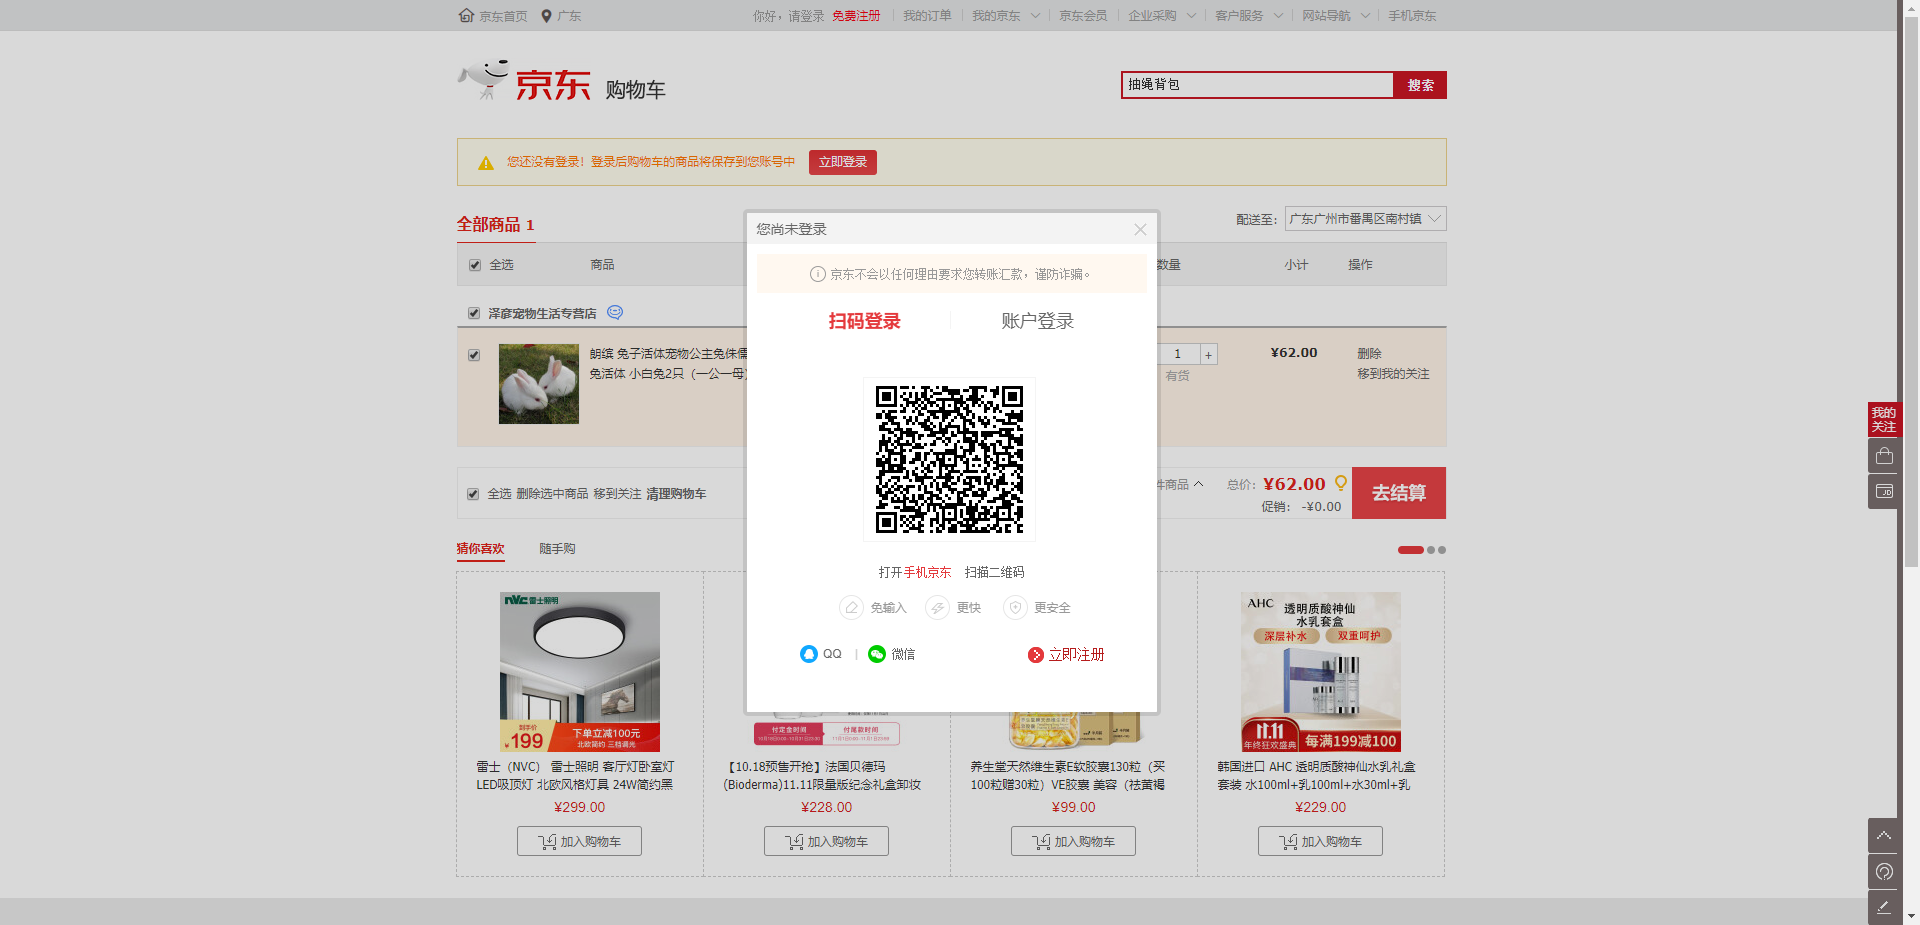 京东首页 广东
你好，请登录 免费注册 我的订单 我的京东 京东会员 企业采购 客户服务 网站导航 手机京东
京东 购物车
抽绳背包 搜索
您还没有登录！登录后购物车的商品将保存到您账号中 立即登录
全部商品 1
配送至： 广东广州市番禺区南村镇
全选 商品 数量 小计 操作
泽彦宠物生活专营店
朗缤 兔子活体宠物公主兔侏儒
兔活体 小白兔2只（一公一母）
1 + ¥62.00 删除
有货 移到我的关注
全选 删除选中商品 移到关注 清理购物车
件商品 总价： ¥62.00
促销： -¥0.00
去结算
您尚未登录
京东不会以任何理由要求您转账汇款，谨防诈骗。
扫码登录 账户登录
打开手机京东 扫描二维码
免输入 更快 更安全
QQ | 微信 立即注册
我的
关注
JD
猜你喜欢 随手购
NVC 雷士照明
到手价
¥199
下单立减100元
北欧简约 三档调光
雷士（NVC） 雷士照明 客厅灯卧室灯
LED吸顶灯 北欧风格灯具 24W简约黑
¥299.00
加入购物车
付定金时间 付尾款时间
【10.18预售开抢】法国贝德玛
(Bioderma)11.11限量版纪念礼盒卸妆
¥228.00
加入购物车
养生堂天然维生素E软胶囊130粒（买
100粒赠30粒）VE胶囊 美容（祛黄褐
¥99.00
加入购物车
AHC 透明质酸神仙
水乳套盒
深层补水 双重呵护
11.11
年终狂欢盛典
每满199减100
韩国进口 AHC 透明质酸神仙水乳礼盒
套装 水100ml+乳100ml+水30ml+乳
¥229.00
加入购物车